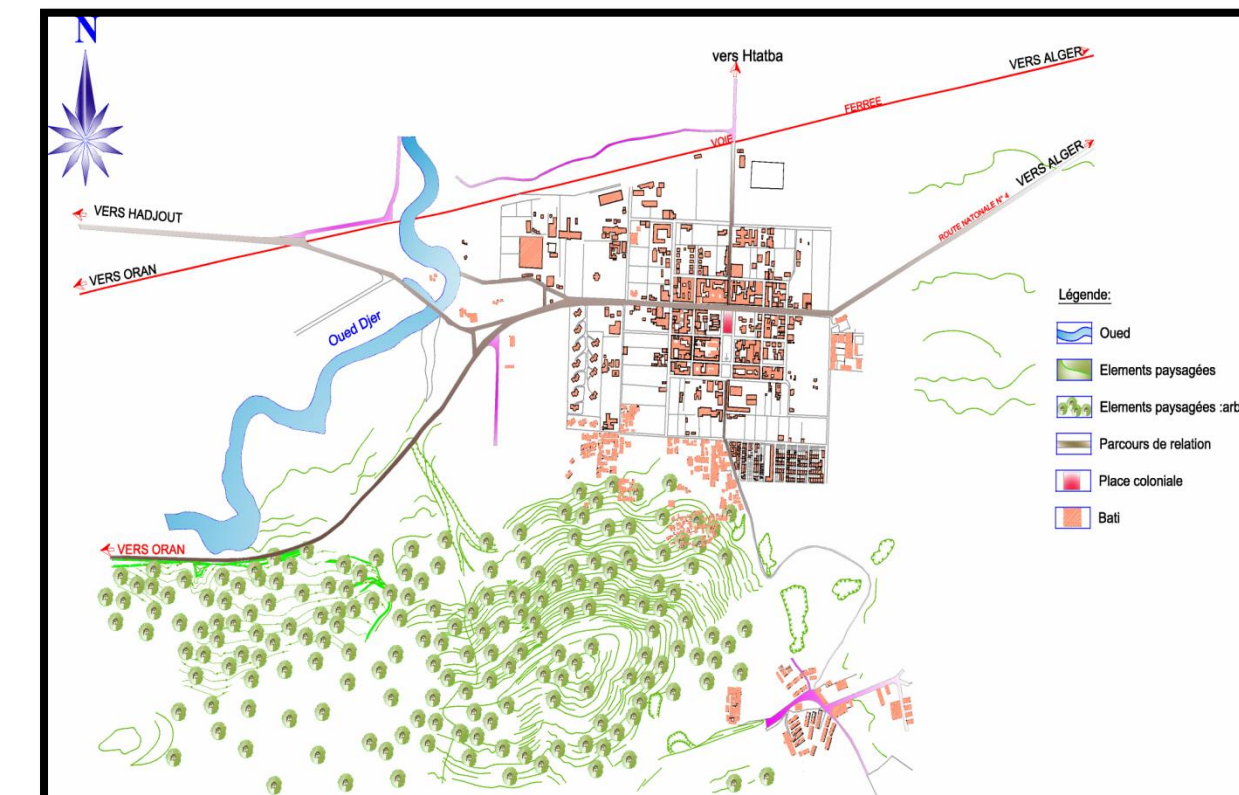 N
vers Htatba
VERS ALGER
FERREE
VOIE
VERS ALGER
ROUTE NATONALE N° 4
VERS HADJOUT
VERS ORAN
Oued Djer
VERS ORAN
Légende:
Oued
Elements paysagées
Elements paysagées :arb
Parcours de relation
Place coloniale
Bati